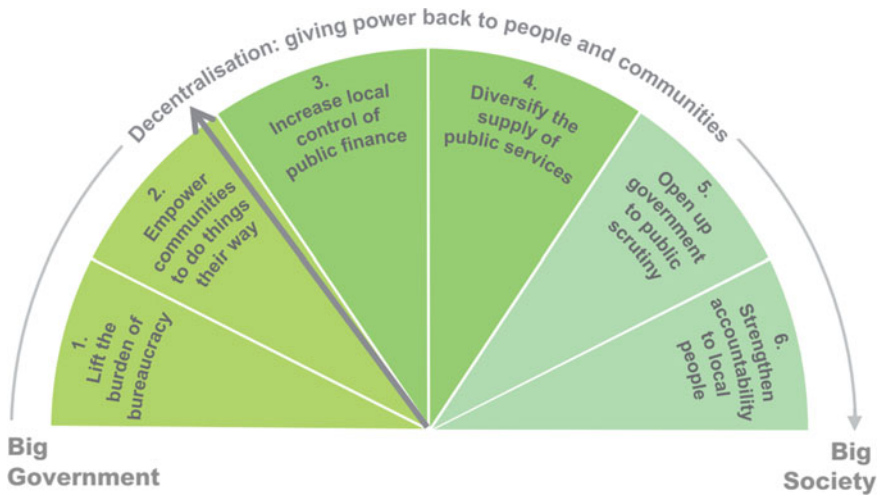 Decentralisation: giving power back to people and communities
1.
Lift the
burden of
bureaucracy
2.
Empower
communities
to do things
their way
3.
Increase local
control of
public finance
4.
Diversify the
supply of
public services
5.
Open up
government
to public
scrutiny
6.
Strengthen
accountability
to local
people
Big
Government
Big
Society